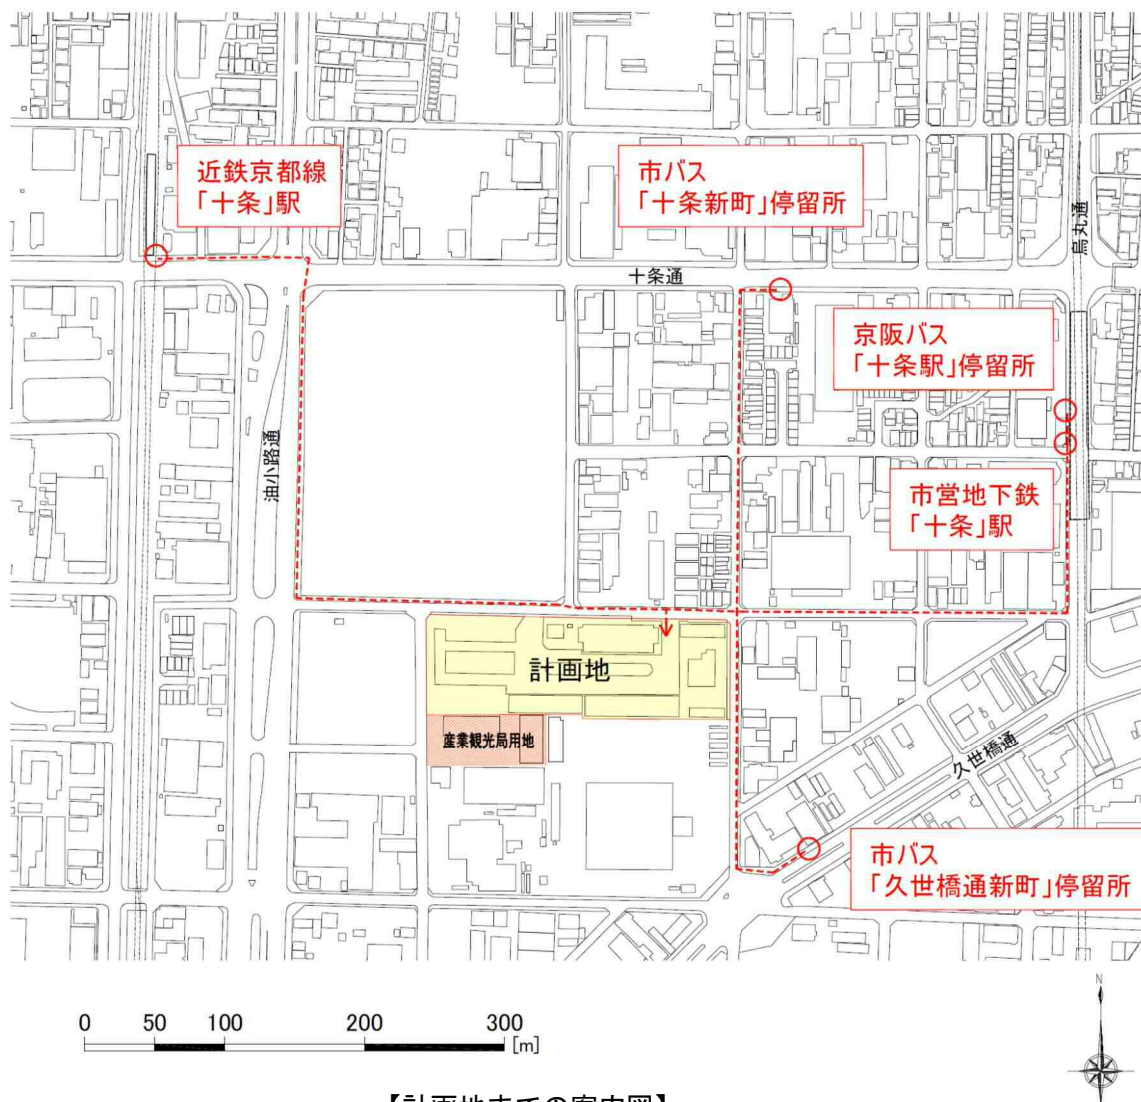 近鉄京都線
「十条」駅
市バス
「十条新町」停留所
烏丸通
十条通
京阪バス
「十条駅」停留所
油小路通
市営地下鉄
「十条」駅
計画地
産業観光局用地
久世橋通
市バス
「久世橋通新町」停留所
N
0 50 100 200 300
[m]
【計画地までの案内図】